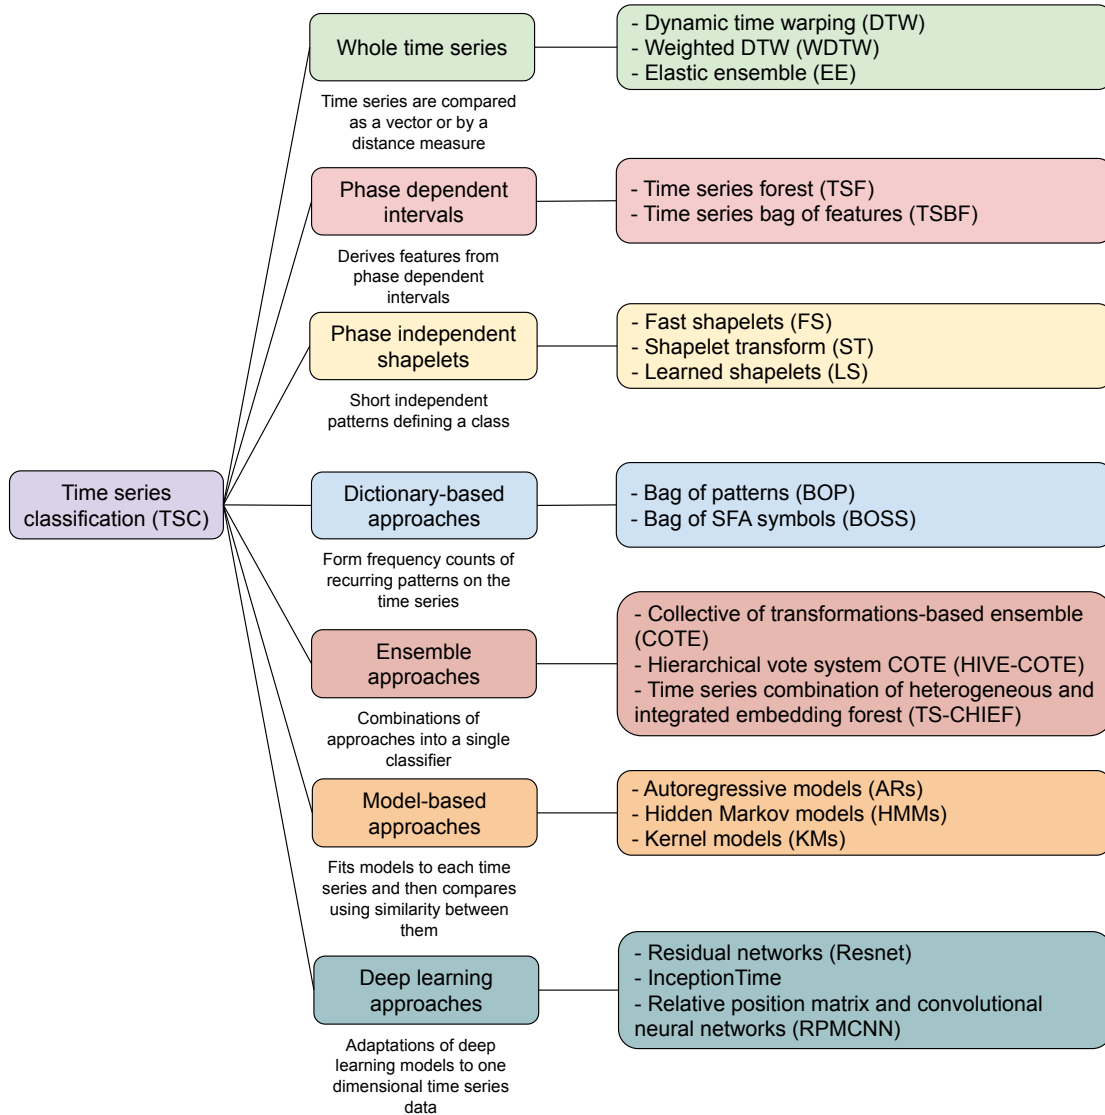 Whole time series
- Dynamic time warping (DTW)
- Weighted DTW (WDTW)
- Elastic ensemble (EE)
Time series are compared
as a vector or by a
distance measure
Phase dependent
intervals
- Time series forest (TSF)
- Time series bag of features (TSBF)
Derives features from
phase dependent
intervals
Phase independent
shapelets
- Fast shapelets (FS)
- Shapelet transform (ST)
- Learned shapelets (LS)
Short independent
patterns defining a class
Time series
classification (TSC)
Dictionary-based
approaches
- Bag of patterns (BOP)
- Bag of SFA symbols (BOSS)
Form frequency counts of
recurring patterns on the
time series
Ensemble
approaches
- Collective of transformations-based ensemble
(COTE)
- Hierarchical vote system COTE (HIVE-COTE)
- Time series combination of heterogeneous and
integrated embedding forest (TS-CHIEF)
Combinations of
approaches into a single
classifier
Model-based
approaches
- Autoregressive models (ARs)
- Hidden Markov models (HMMs)
- Kernel models (KMs)
Fits models to each time
series and then compares
using similarity between
them
Deep learning
approaches
- Residual networks (Resnet)
- InceptionTime
- Relative position matrix and convolutional
neural networks (RPMCNN)
Adaptations of deep
learning models to one
dimensional time series
data